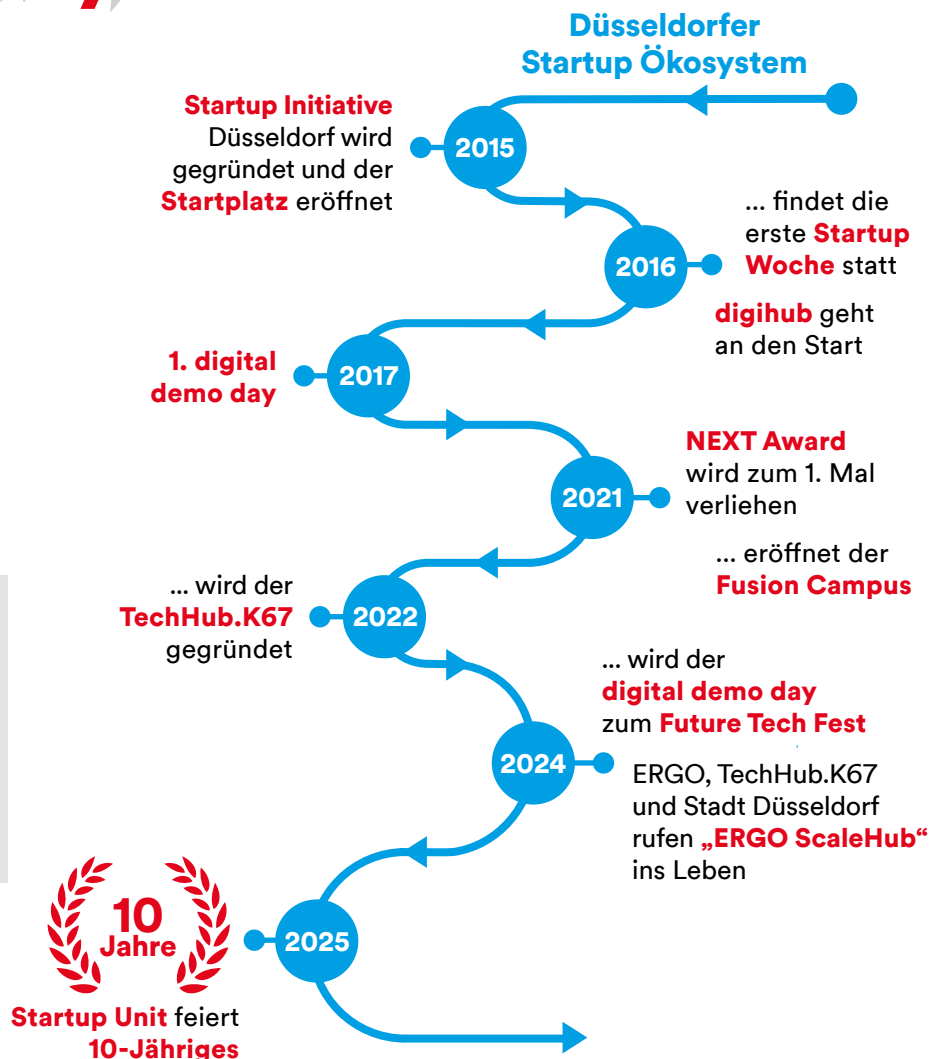 Düsseldorfer
Startup Ökosystem
Startup Initiative
Düsseldorf wird
gegründet und der
Startplatz eröffnet
2015
... findet die
erste Startup
Woche statt
2016
digihub geht
an den Start
1. digital
demo day
2017
NEXT Award
wird zum 1. Mal
verliehen
2021
... eröffnet der
Fusion Campus
... wird der
TechHub.K67
gegründet
2022
... wird der
digital demo day
zum Future Tech Fest
2024
ERGO, TechHub.K67
und Stadt Düsseldorf
rufen „ERGO ScaleHub“
ins Leben
10
Jahre
2025
Startup Unit feiert
10-Jähriges